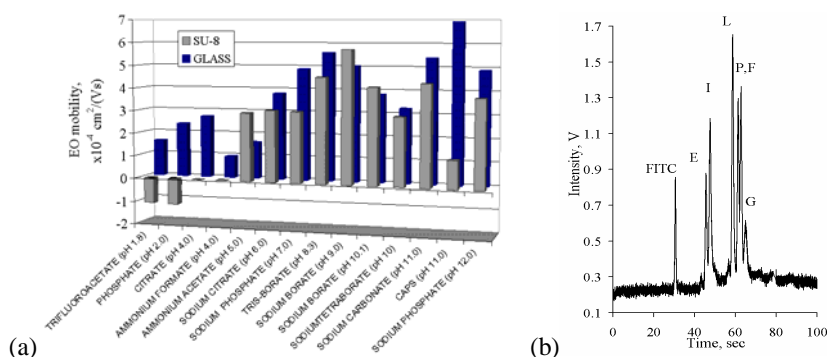 7
6
5
4
3
2
1
0
-1
-2
EO mobility,
x10⁻⁴ cm²/(Vs)
SU-8
GLASS
TRIFLUOROACETATE (pH 1.8)
PHOSPHATE (pH 2.0)
CITRATE (pH 4.0)
AMMONIUM FORMATE (pH 4.0)
AMMONIUM ACETATE (pH 5.0)
SODIUM CITRATE (pH 6.0)
SODIUM PHOSPHATE (pH 7.0)
TRIS-BORATE (pH 8.3)
SODIUM BORATE (pH 9.0)
SODIUM BORATE (pH 10.1)
SODIUMTETRABORATE (pH 10)
SODIUM CARBONATE (pH 11.0)
CAPS (pH 11.0)
SODIUM PHOSPHATE (pH 12.0)
(a)
1.7
1.5
1.3
1.1
0.9
0.7
0.5
0.3
0.1
Intensity, V
L
P,F
I
E
FITC
G
0 20 40 60 80 100
Time, sec
(b)